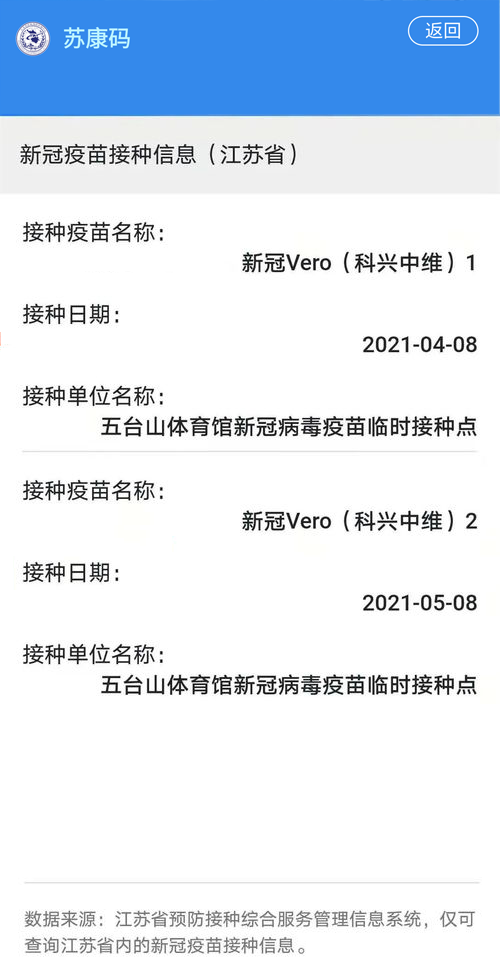 苏康码
返回
新冠疫苗接种信息（江苏省）
接种疫苗名称：
新冠Vero（科兴中维）1
接种日期：
2021-04-08
接种单位名称：
五台山体育馆新冠病毒疫苗临时接种点
接种疫苗名称：
新冠Vero（科兴中维）2
接种日期：
2021-05-08
接种单位名称：
五台山体育馆新冠病毒疫苗临时接种点
数据来源：江苏省预防接种综合服务管理信息系统，仅可
查询江苏省内的新冠疫苗接种信息。